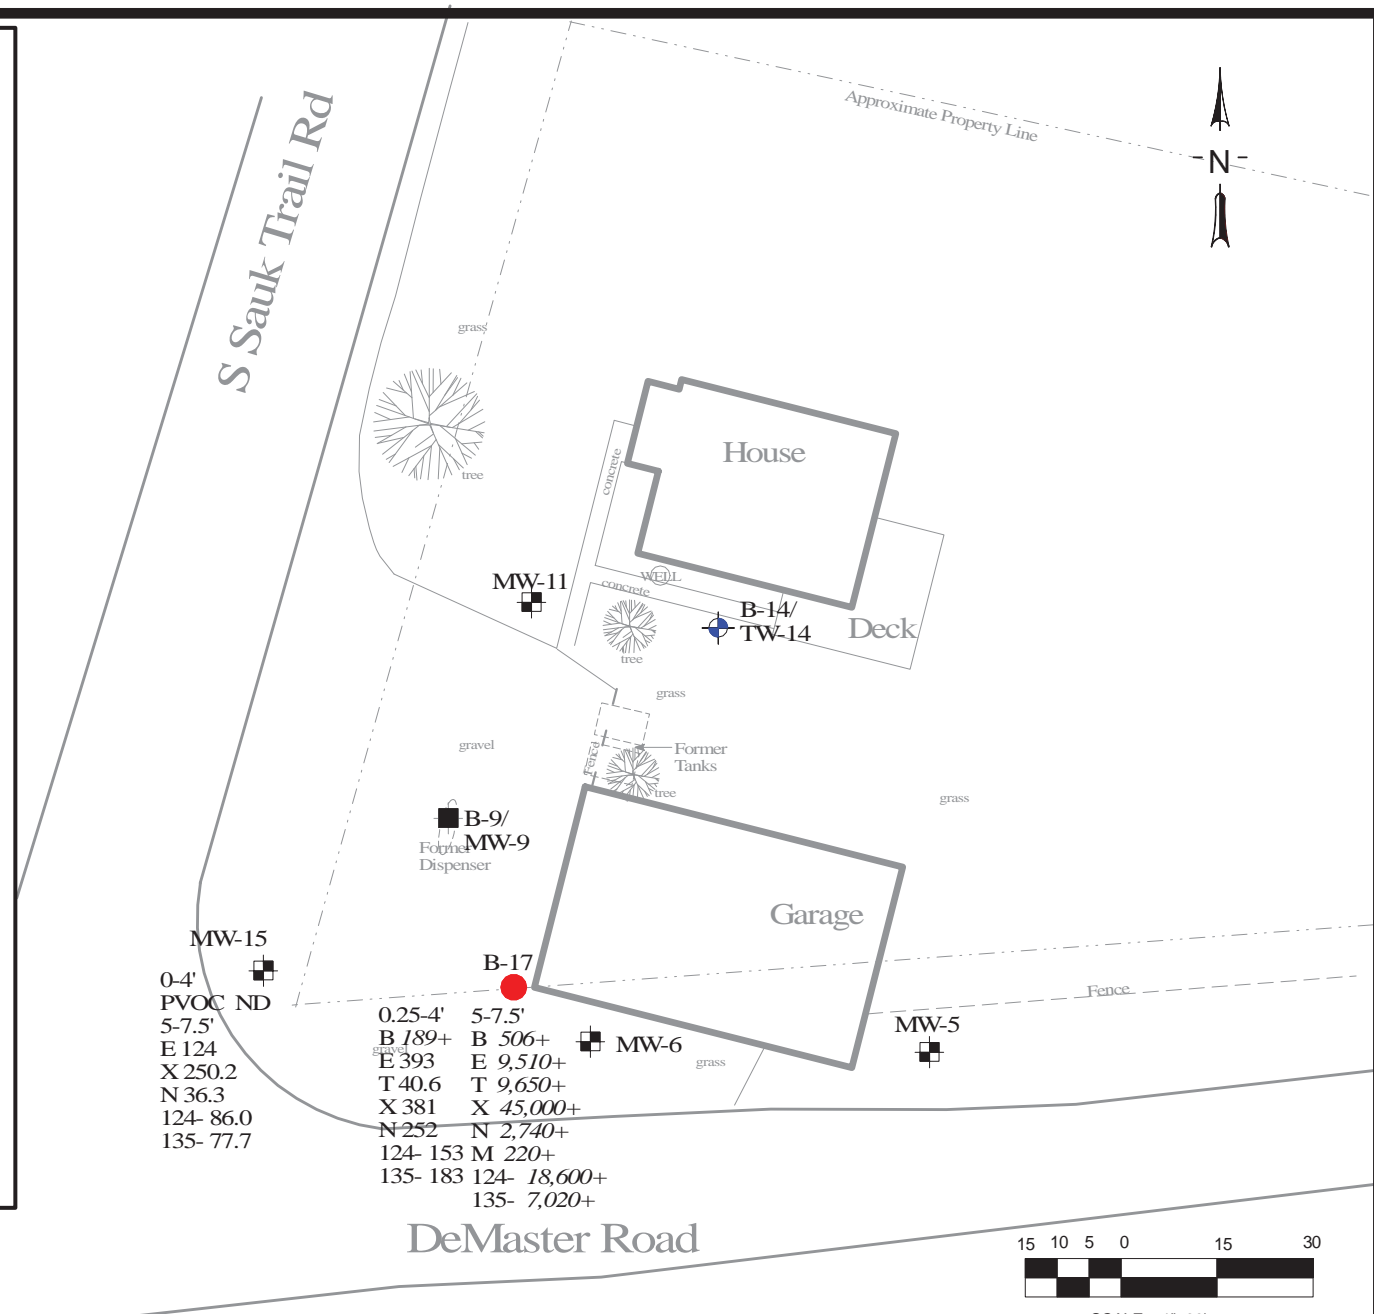 Approximate Property Line
N
S Sauk Trail Rd
grass
tree
House
concrete
WELL
concrete
MW-11
B-14/
TW-14
Deck
tree
grass
gravel
Former
Tanks
Fence
tree
grass
B-9/
MW-9
Former
Dispenser
Garage
MW-15
0-4'
PVOC ND
5-7.5'
E 124
X 250.2
N 36.3
124- 86.0
135- 77.7
B-17
0.25-4'
B 189+
E 393
T 40.6
X 381
N 252
124- 153
135- 183
5-7.5'
B 506+
E 9,510+
T 9,650+
X 45,000+
N 2,740+
M 220+
124- 18,600+
135- 7,020+
gravel
MW-6
grass
Fence
MW-5
DeMaster Road
15 10 5 0 15 30